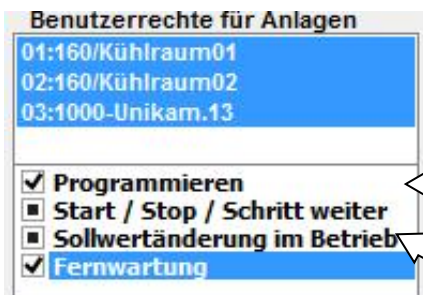 Benutzerrechte für Anlagen
01:160/Kühlraum01
02:160/Kühlraum02
03:1000-Unikam.13
Programmieren
Start / Stop / Schritt weiter
Sollwertänderung im Betrieb
Fernwartung